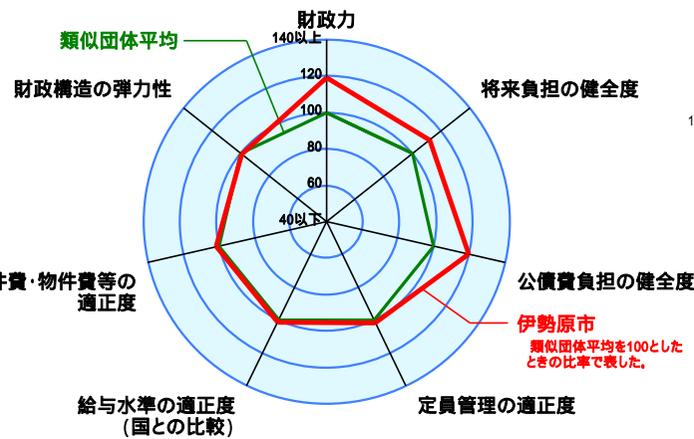 財政力
140以上
類似団体平均
120
財政構造の弾力性
将来負担の健全度
100
1
80
60
40以下
件費・物件費等の
適正度
公債費負担の健全度
伊勢原市
類似団体平均を100とした
ときの比率で表した。
給与水準の適正度
(国との比較)
定員管理の適正度